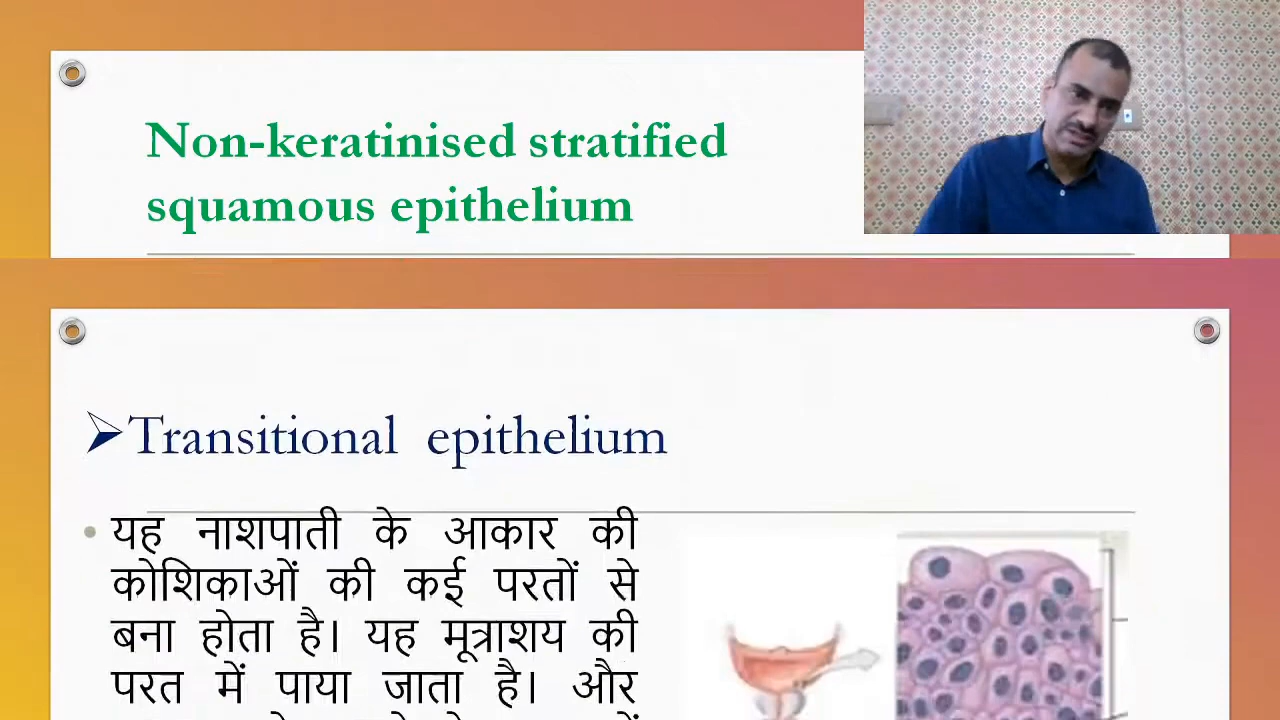 Non-keratinised stratified
squamous epithelium
➢Transitional epithelium
• यह नाशपाती के आकार की
कोशिकाओं की कई परतों से
बना होता है। यह मूत्राशय की
परत में पाया जाता है। और